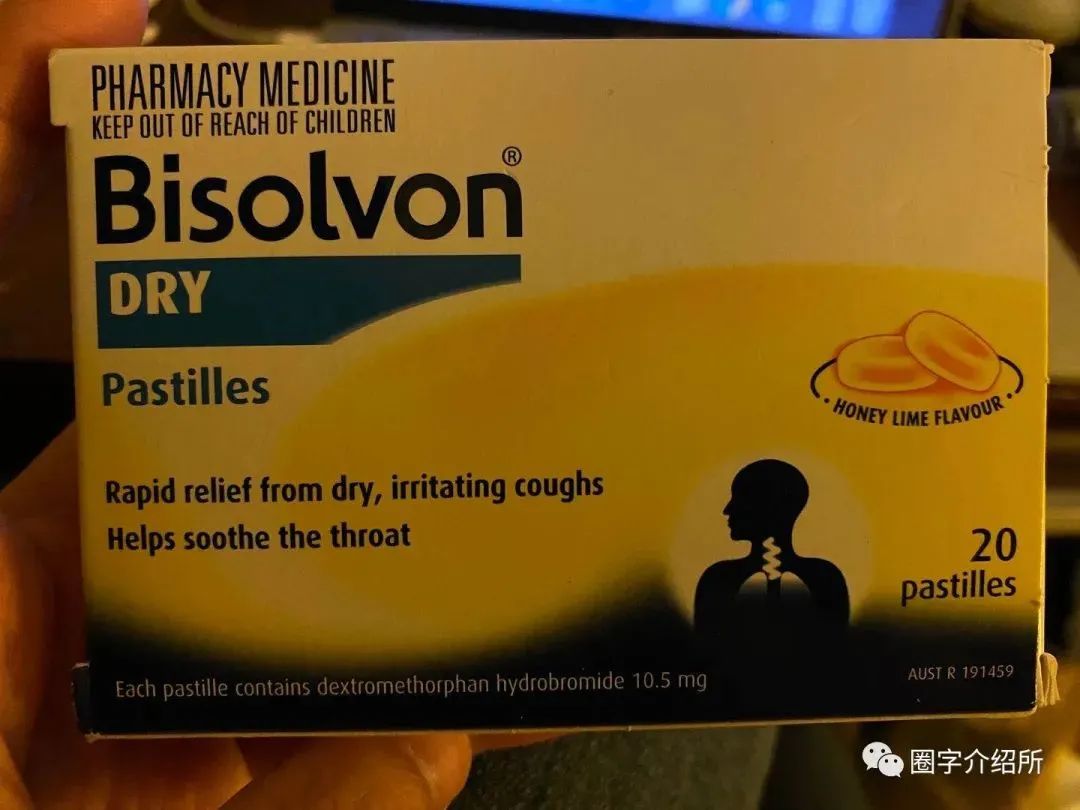 PHARMACY MEDICINE
KEEP OUT OF REACH OF CHILDREN
Bisolvon®
DRY
Pastilles
· HONEY LIME FLAVOUR ·
Rapid relief from dry, irritating coughs
Helps soothe the throat
20
pastilles
Each pastille contains dextromethorphan hydrobromide 10.5 mg
AUST R 191459
圈字介绍所